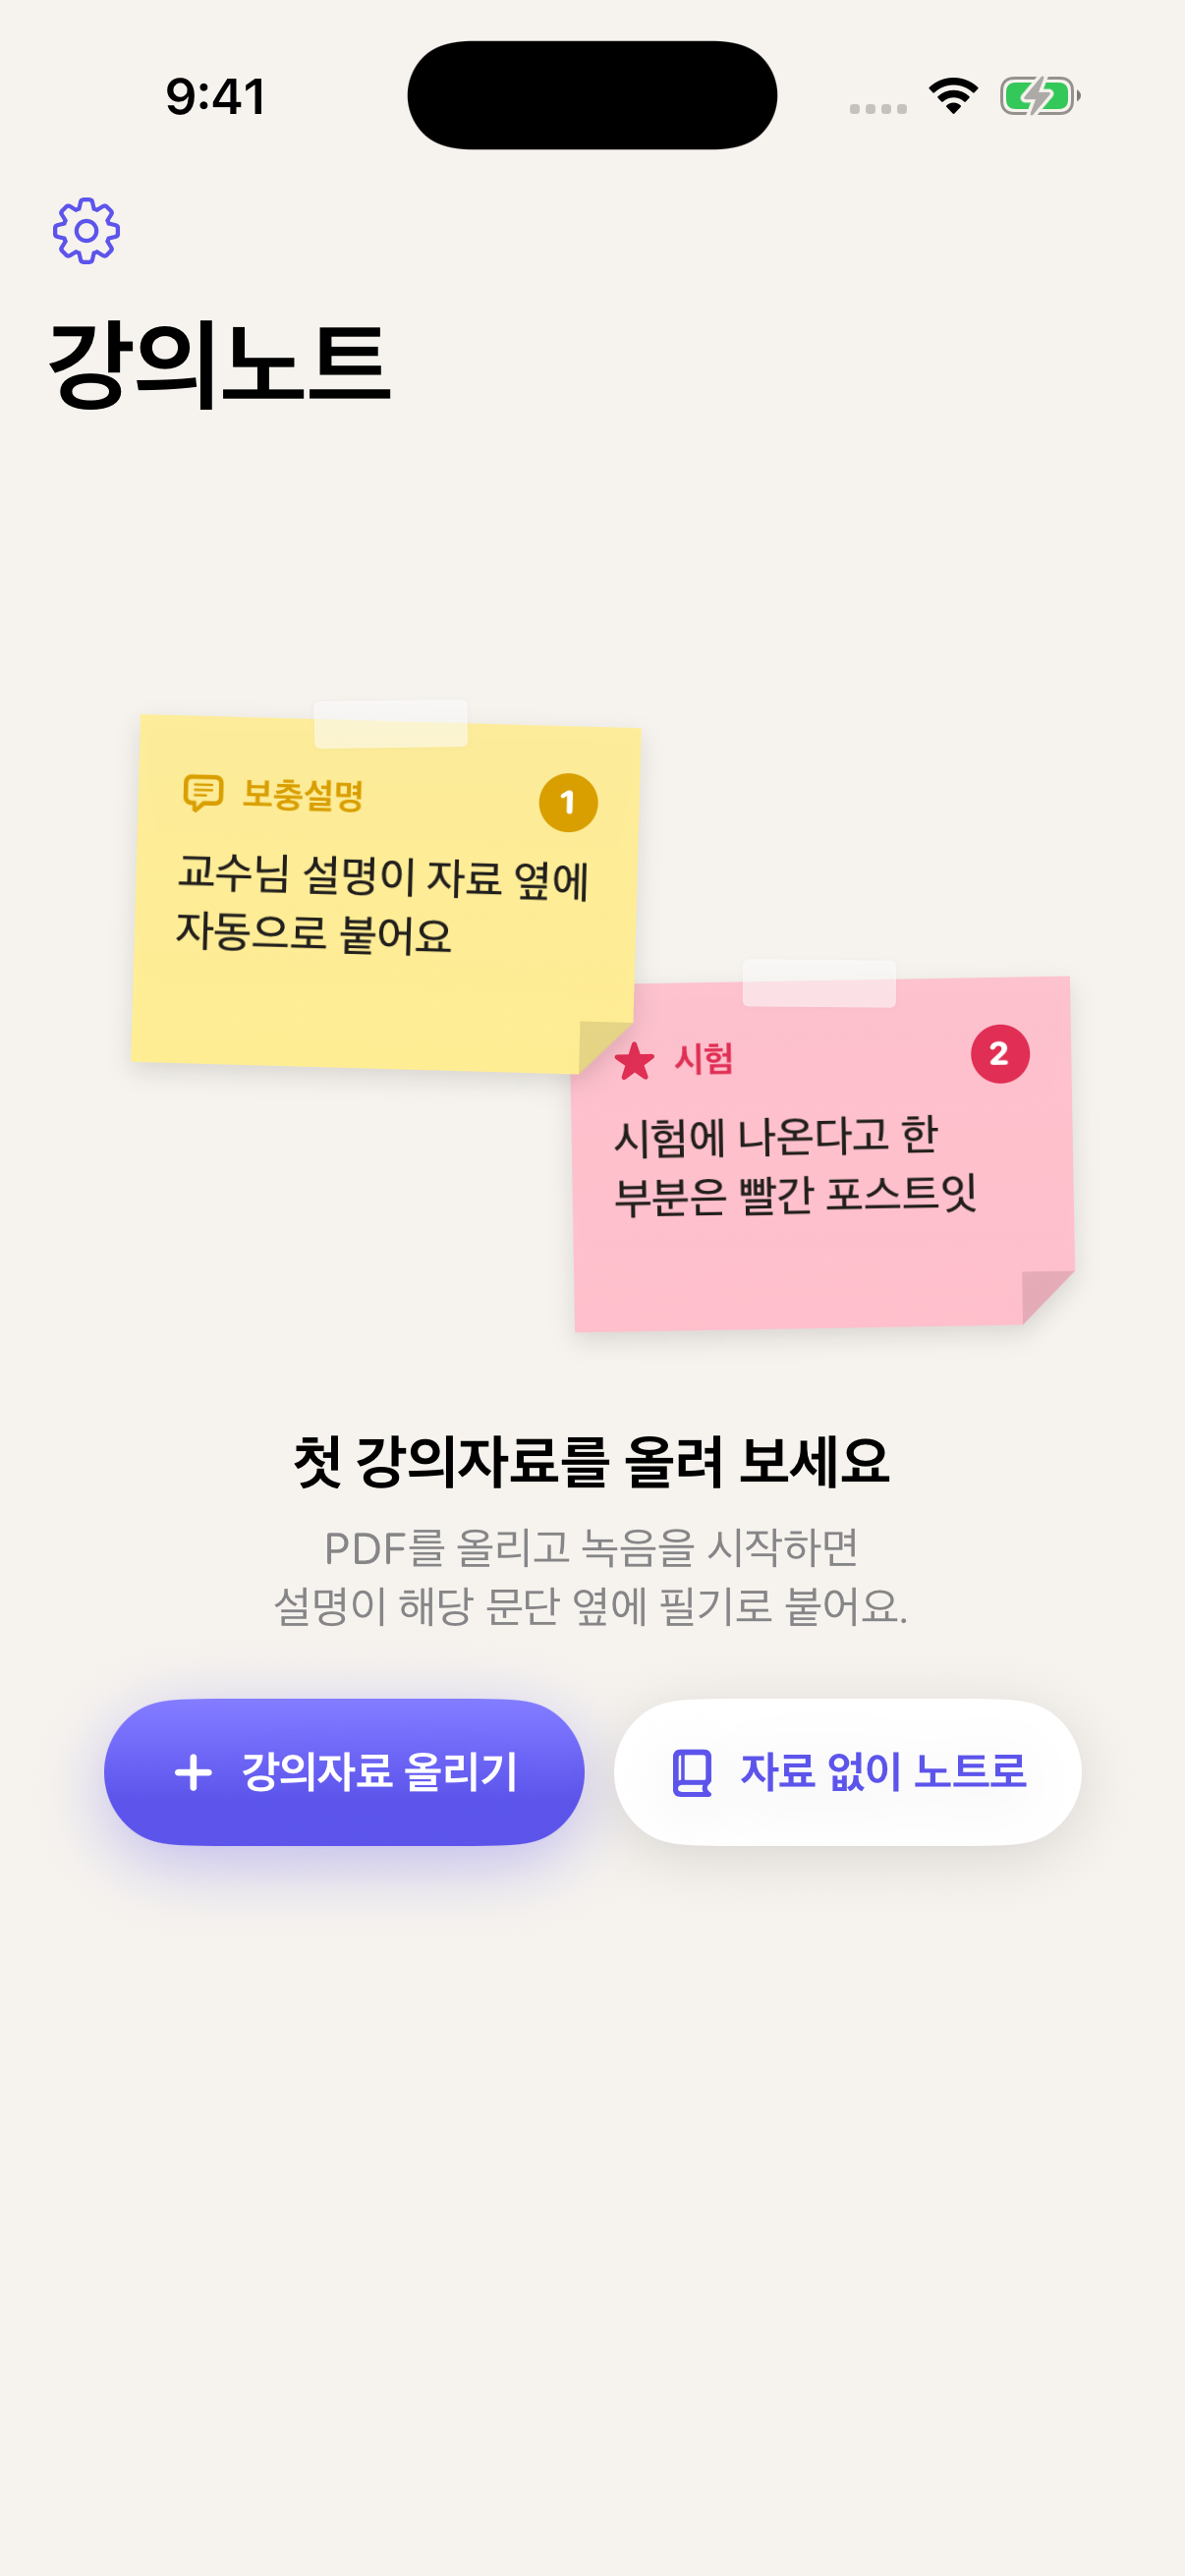 9:41
강의노트
보충설명
1
교수님 설명이 자료 옆에
자동으로 붙어요
시험
2
시험에 나온다고 한
부분은 빨간 포스트잇
첫 강의자료를 올려 보세요
PDF를 올리고 녹음을 시작하면
설명이 해당 문단 옆에 필기로 붙어요.
강의자료 올리기
자료 없이 노트로